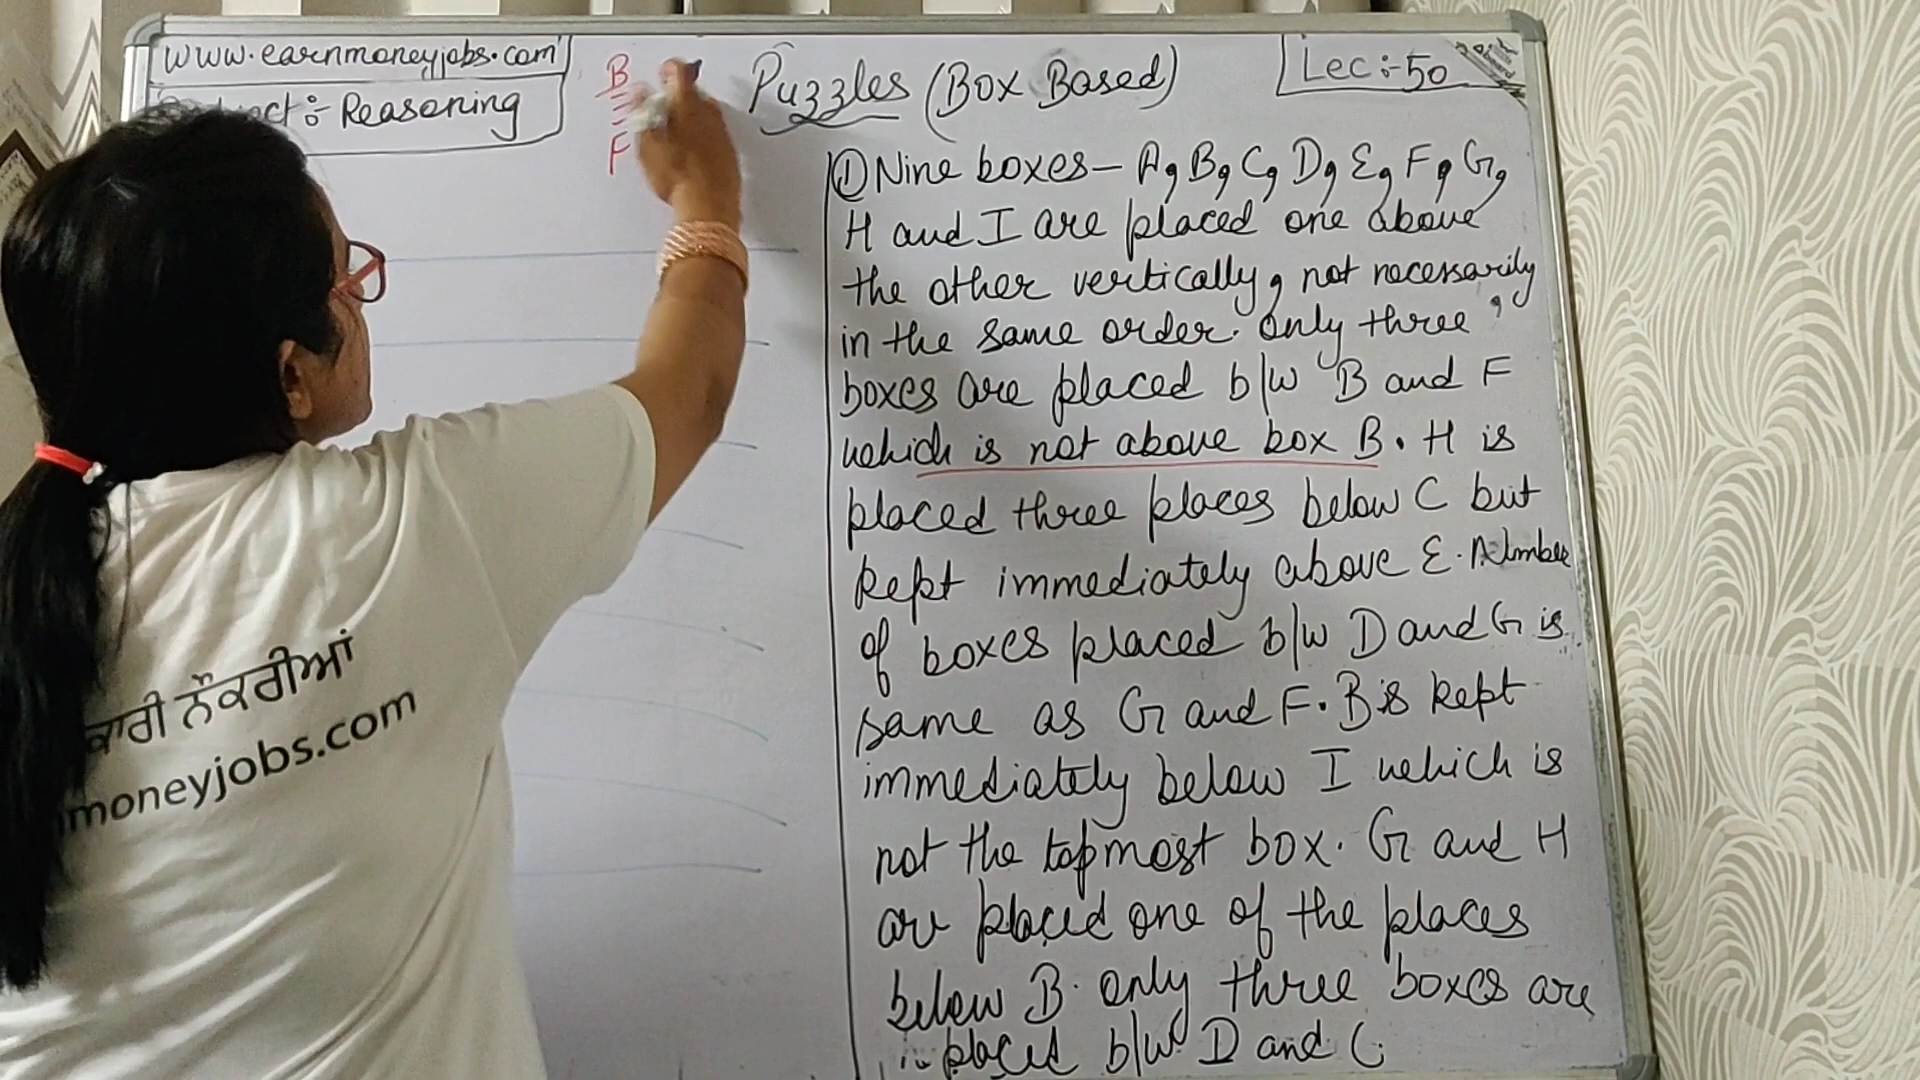 www.earnmoneyjobs.com
ect:- Reasoning
B
F
Puzzles (Box Based)
Lec:-50
① Nine boxes- A, B, C, D, E, F, G,
H and I are placed one above
the other vertically, not necessarily
in the same order. Only three
boxes are placed b/w B and F
which is not above box B. H is
placed three places below C but
kept immediately above E.
of boxes placed b/w D and G is
same as G and F. B is kept
immediately below I which is
not the topmost box. G and H
are placed one of the places
below B. only three boxes are
placed b/w D and
ਕਾਰੀ ਨੌਕਰੀਆਂ
moneyjobs.com